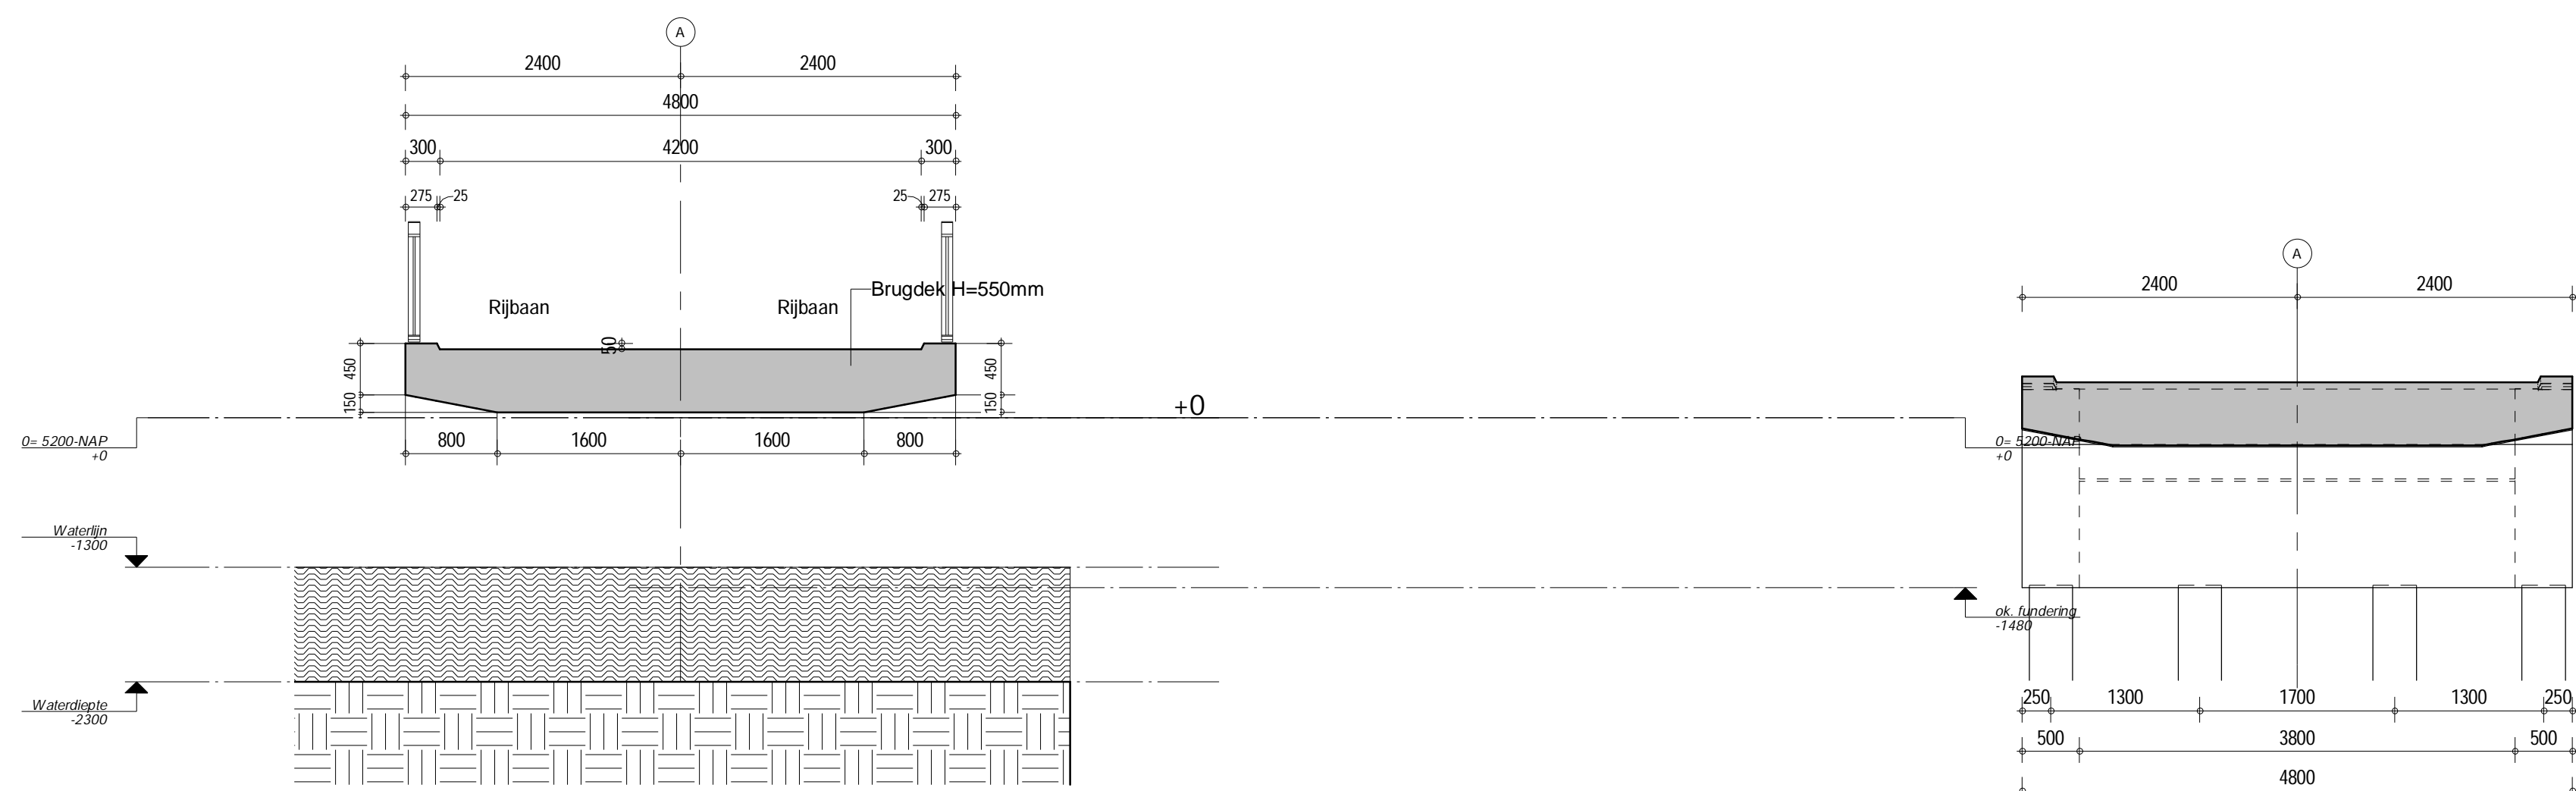 A
2400 2400
4800
300 4200 300
275 25 25 275
A
2400 2400
Brugdek H=550mm
Rijbaan Rijbaan
50
450 450
150 150
+0
0= 5200-NAP
+0
0= 5200-NAP
+0
800 1600 1600 800
Waterlijn
-1300
ok. fundering
-1480
Waterdiepte
-2300
250 1300 1700 1300 250
500 3800 500
4800